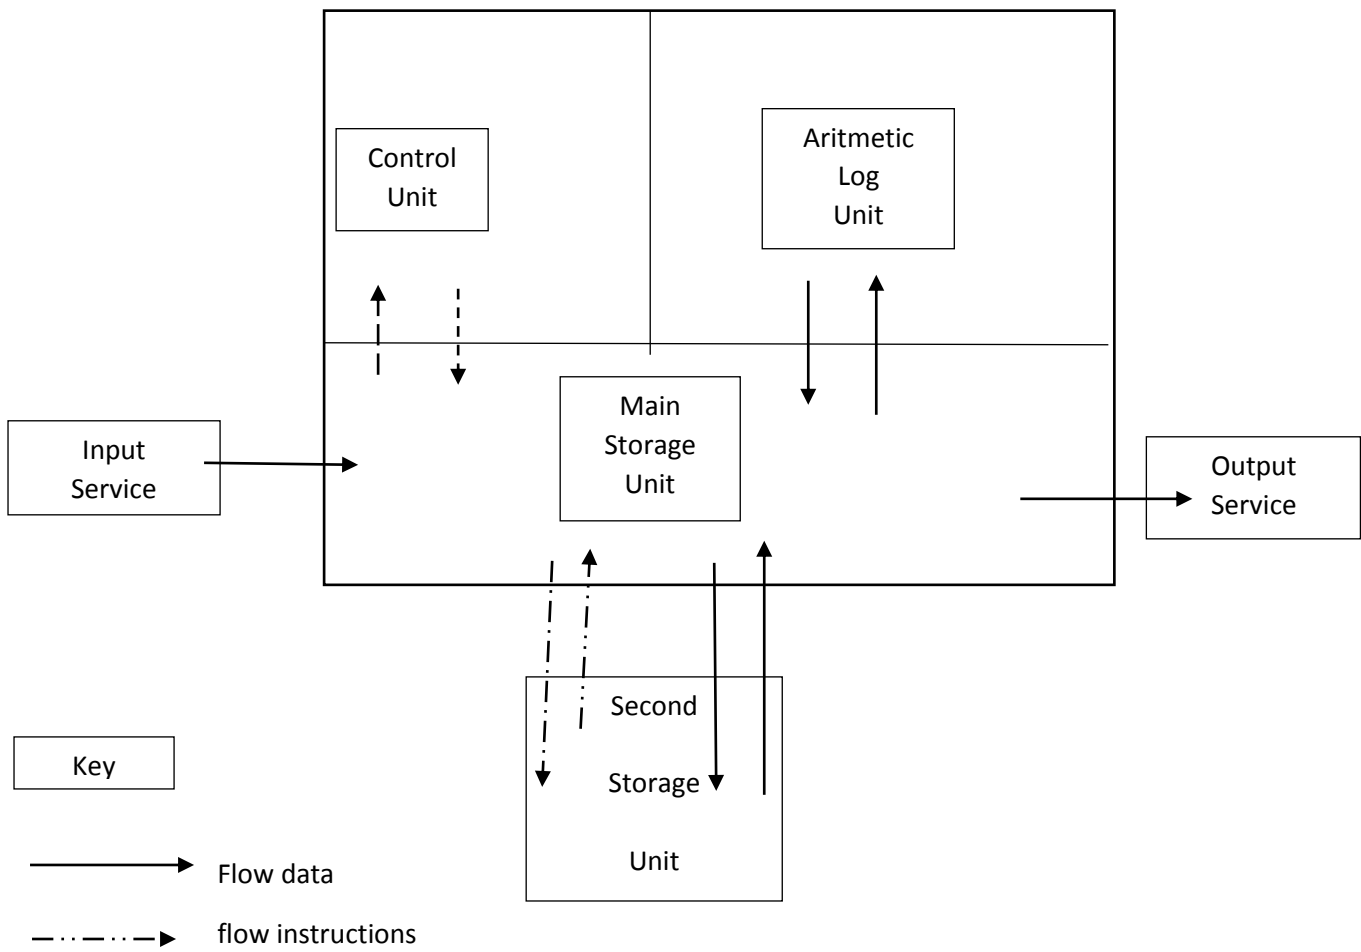 Control
Unit
Aritmetic
Log
Unit
Main
Storage
Unit
Input
Service
Output
Service
Second
Storage
Unit
Key
Flow data
flow instructions